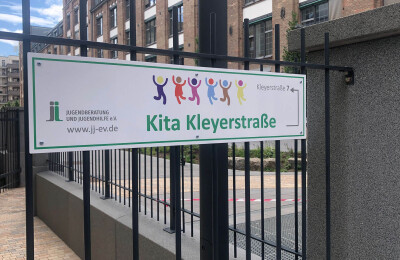 JUGENDBERATUNG
UND JUGENDHILFE e.V.
www.jj-ev.de
Kita Kleyerstraße
Kleyerstraße 7